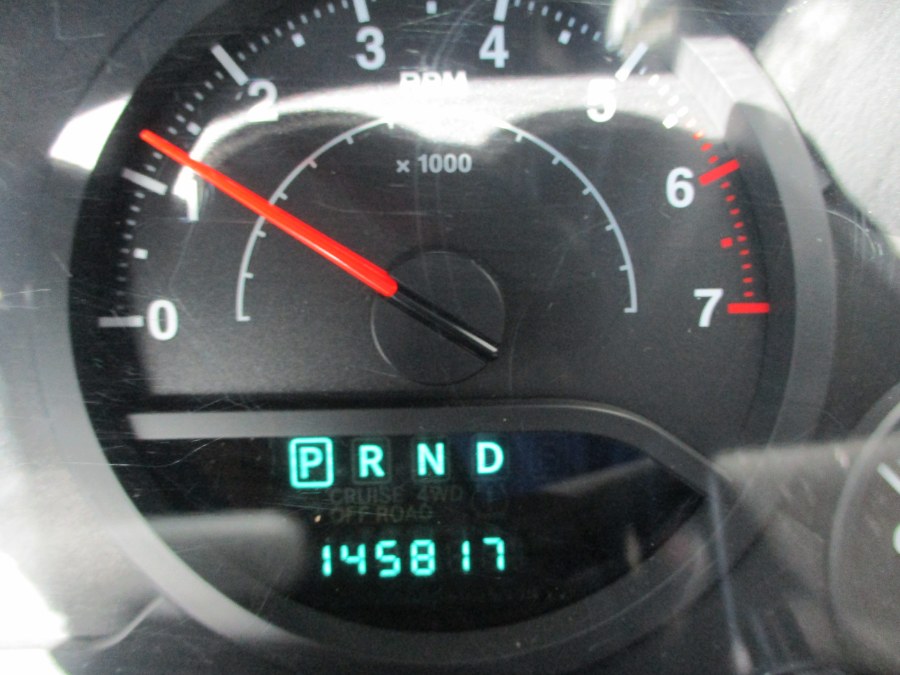 0 1 2 3 4 5 6 7
RPM
x 1000
P R N D
CRUISE 4WD
OFF ROAD
145817